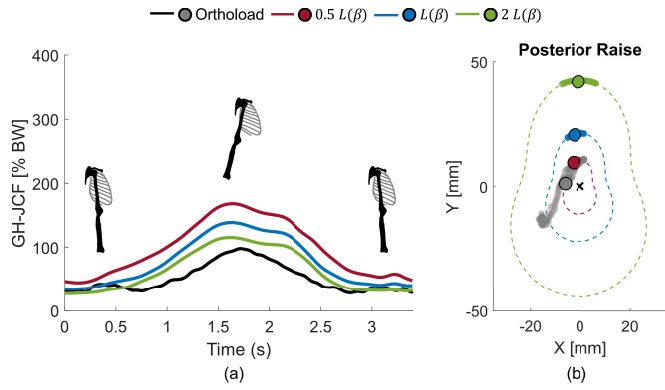 Orthoload 0.5 L(β) L(β) 2 L(β)
(a)
GH-JCF [% BW]
400
300
200
100
0
0 0.5 1 1.5 2 2.5 3
Time (s)
(a)
Posterior Raise
(b)
Y [mm]
50
0
-50
-20 0 20
X [mm]
(b)